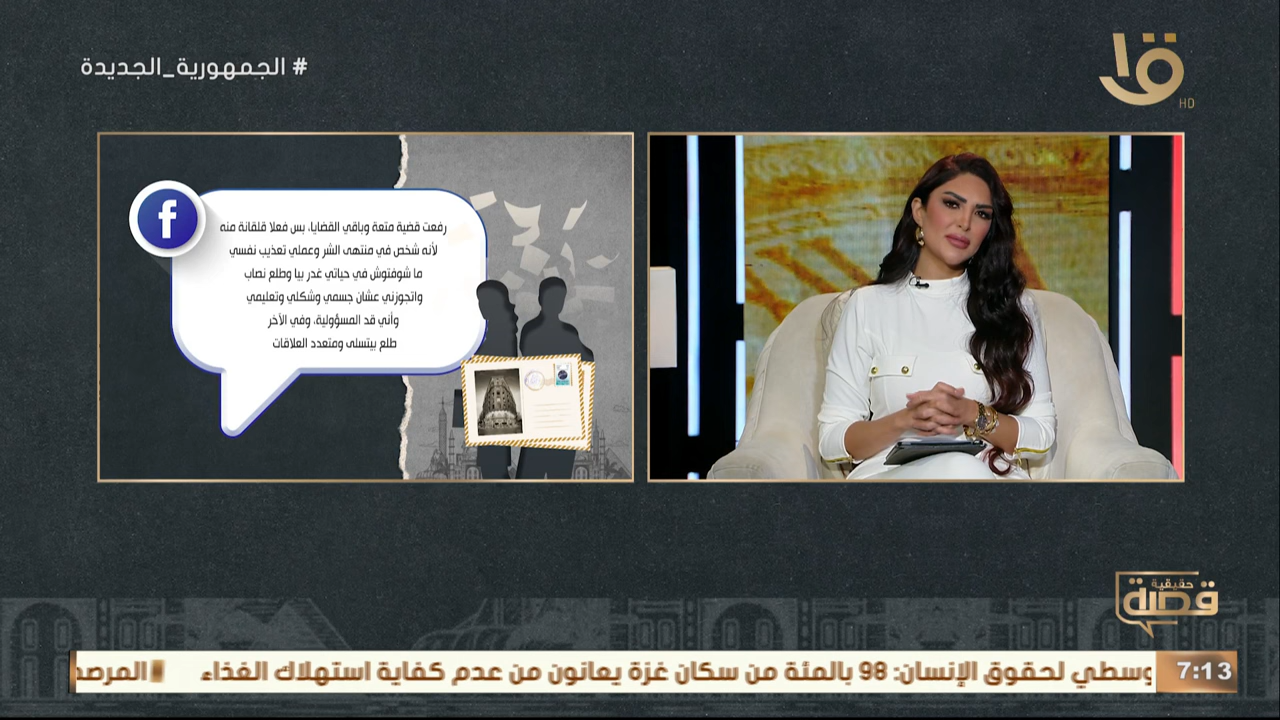 # الجمهورية_الجديدة
HD
f
رفعت قضية متعة وباقي القضايا، بس فعلا قلقانة منه
لأنه شخص في منتهى الشر وعملي تعذيب نفسي
ما شوفتوش في حياتي غدر بيا وطلع نصاب
واتجوزني عشان جسمي وشكلي وتعليمي
وأني قد المسؤولية، وفي الأخر
طلع بيتسلى ومتعدد العلاقات
قصة
حقيقية
وسطي لحقوق الإنسان: 98 بالمئة من سكان غزة يعانون من عدم كفاية استهلاك الغذاء
7:13